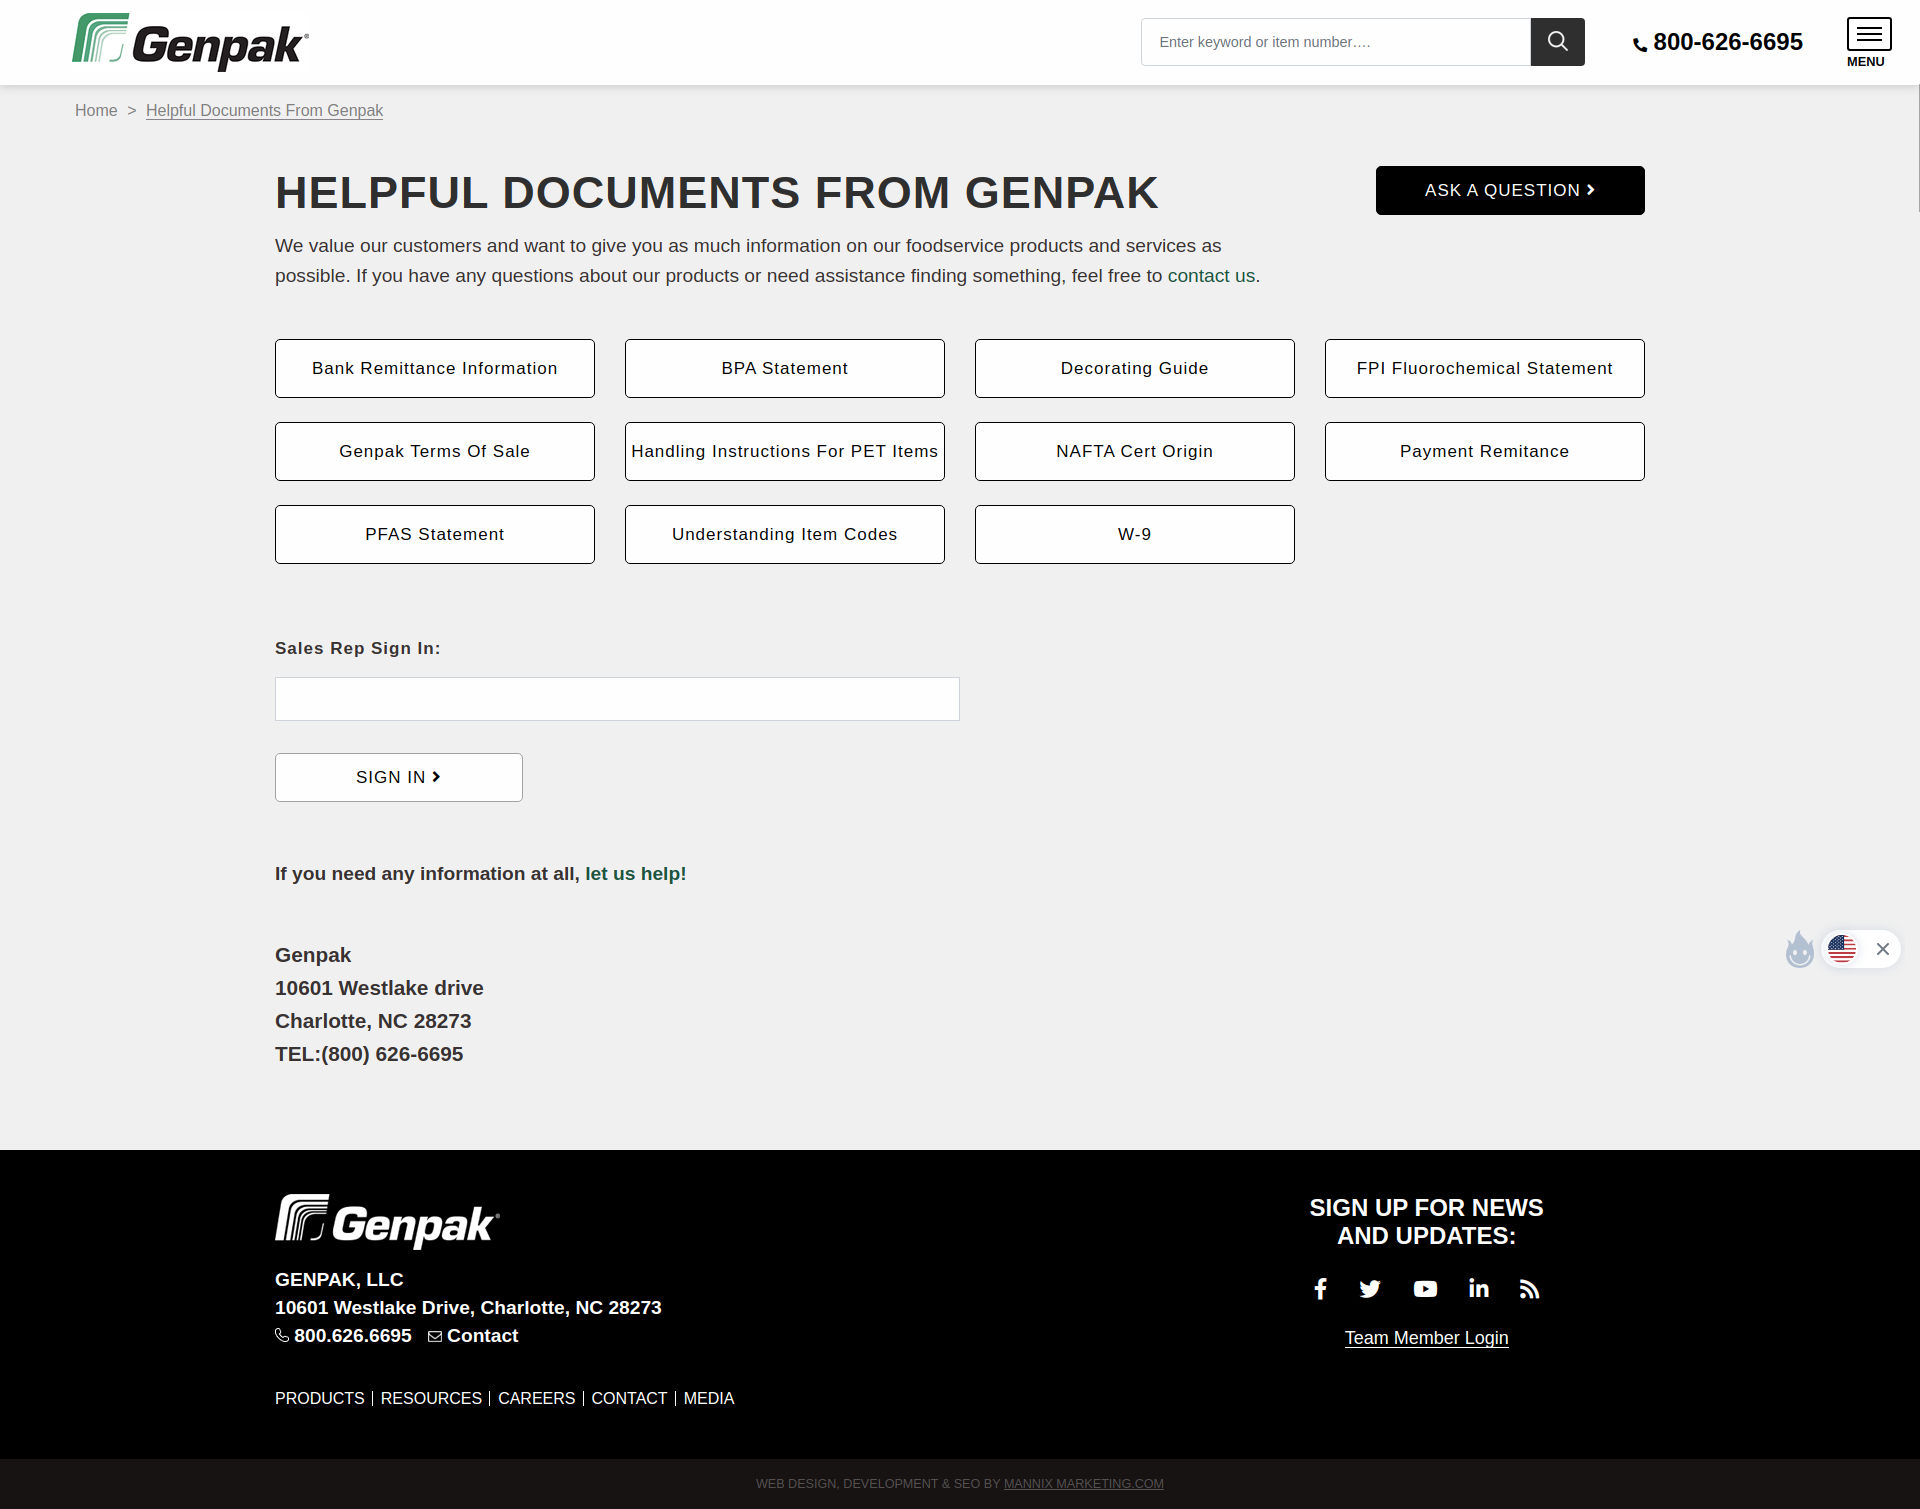 Genpak®
Enter keyword or item number….
800-626-6695
MENU
Home > Helpful Documents From Genpak
HELPFUL DOCUMENTS FROM GENPAK
ASK A QUESTION
We value our customers and want to give you as much information on our foodservice products and services as
possible. If you have any questions about our products or need assistance finding something, feel free to contact us.
Bank Remittance Information
BPA Statement
Decorating Guide
FPI Fluorochemical Statement
Genpak Terms Of Sale
Handling Instructions For PET Items
NAFTA Cert Origin
Payment Remitance
PFAS Statement
Understanding Item Codes
W-9
Sales Rep Sign In:
SIGN IN
If you need any information at all, let us help!
Genpak
10601 Westlake drive
Charlotte, NC 28273
TEL:(800) 626-6695
Genpak®
GENPAK, LLC
10601 Westlake Drive, Charlotte, NC 28273
800.626.6695 Contact
PRODUCTS | RESOURCES | CAREERS | CONTACT | MEDIA
SIGN UP FOR NEWS
AND UPDATES:
Team Member Login
WEB DESIGN, DEVELOPMENT & SEO BY MANNIX MARKETING.COM